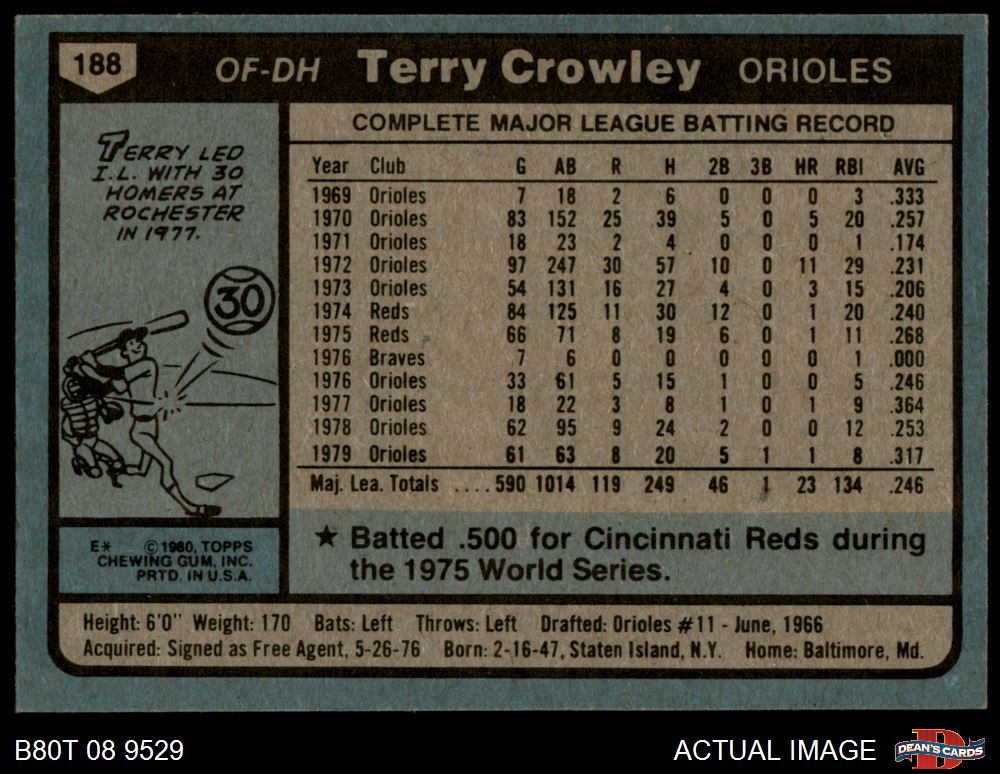 188 OF-DH Terry Crowley ORIOLES
TERRY LED
I.L. WITH 30
HOMERS AT
ROCHESTER
IN 1977.
30
COMPLETE MAJOR LEAGUE BATTING RECORD
Year Club G AB R H 2B 3B HR RBI AVG
1969 Orioles 7 18 2 6 0 0 0 3 .333
1970 Orioles 83 152 25 39 5 0 5 20 .257
1971 Orioles 18 23 2 4 0 0 0 1 .174
1972 Orioles 97 247 30 57 10 0 11 29 .231
1973 Orioles 54 131 16 27 4 0 3 15 .206
1974 Reds 84 125 11 30 12 0 1 20 .240
1975 Reds 66 71 8 19 6 0 1 11 .268
1976 Braves 7 6 0 0 0 0 0 1 .000
1976 Orioles 33 61 5 15 1 0 0 5 .246
1977 Orioles 18 22 3 8 1 0 1 9 .364
1978 Orioles 62 95 9 24 2 0 0 12 .253
1979 Orioles 61 63 8 20 5 1 1 8 .317
Maj. Lea. Totals ....590 1014 119 249 46 1 23 134 .246
★ Batted .500 for Cincinnati Reds during
the 1975 World Series.
E* ©1980, TOPPS
CHEWING GUM, INC.
PRTD. IN U.S.A.
Height: 6'0" Weight: 170 Bats: Left Throws: Left Drafted: Orioles #11 - June, 1966
Acquired: Signed as Free Agent, 5-26-76 Born: 2-16-47, Staten Island, N.Y. Home: Baltimore, Md.
B80T 08 9529
ACTUAL IMAGE
D
DEAN'S CARDS